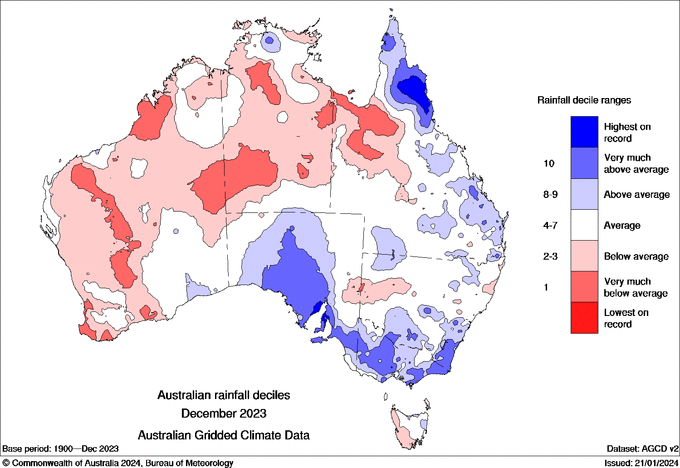 Rainfall decile ranges
Highest on
record
10
Very much
above average
8-9
Above average
4-7
Average
2-3
Below average
1
Very much
below average
Lowest on
record
Australian rainfall deciles
December 2023
Australian Gridded Climate Data
Base period: 1900—Dec 2023
Dataset: AGCD v2
© Commonwealth of Australia 2024, Bureau of Meteorology
Issued: 21/01/2024